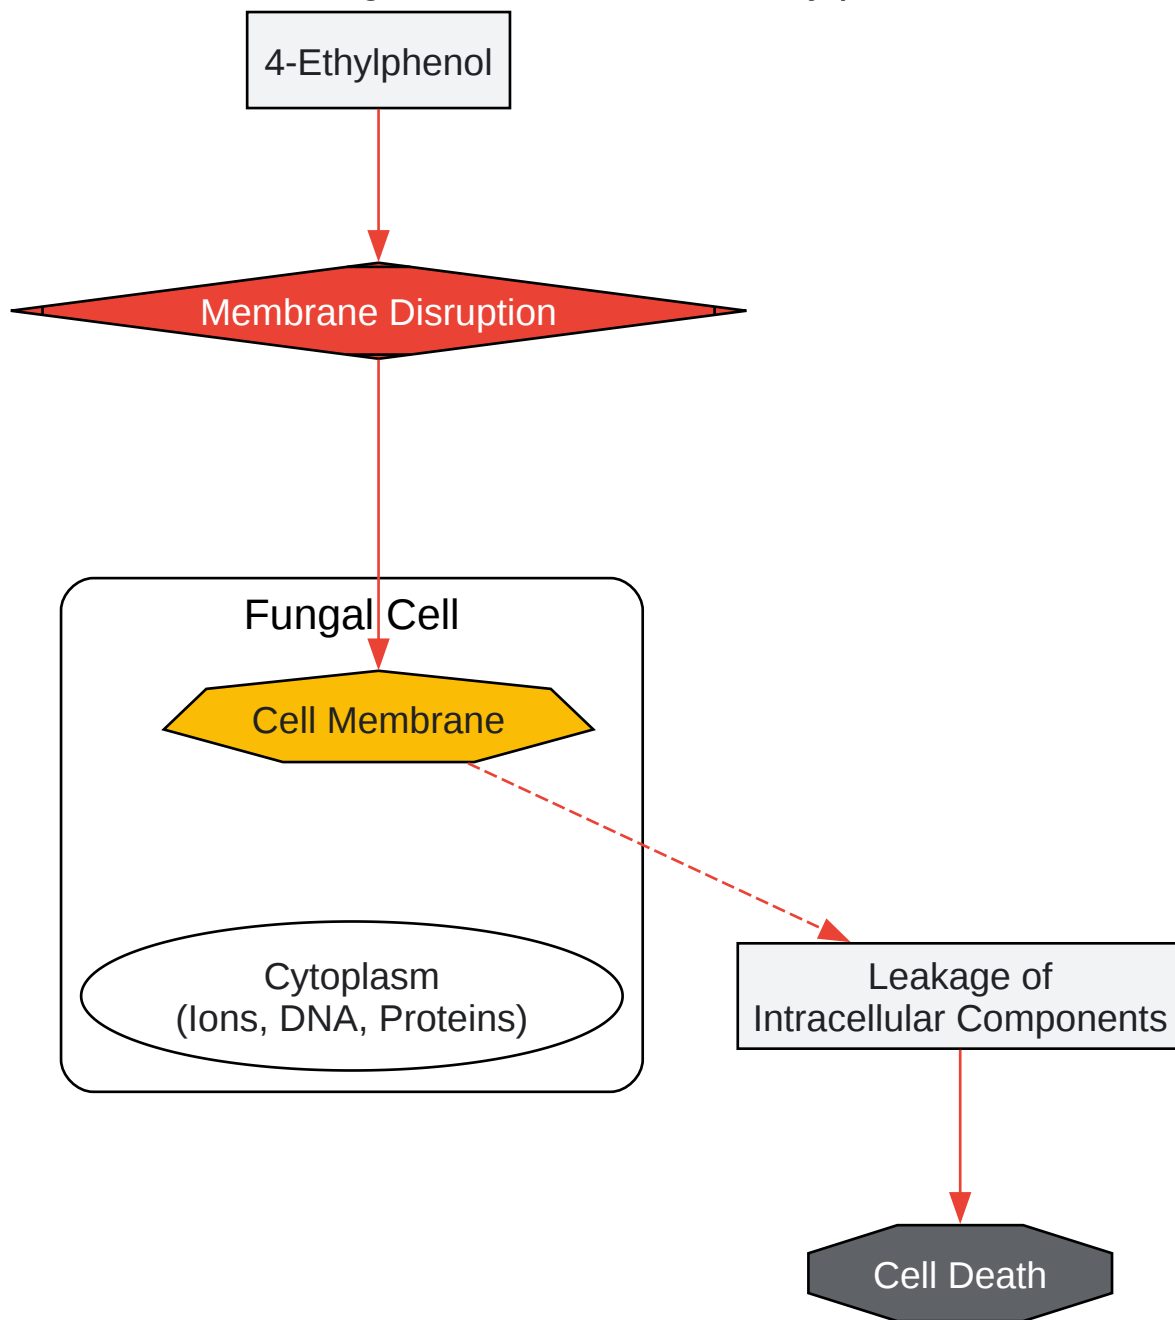 4-Ethylphenol
Membrane Disruption
Fungal Cell
Cell Membrane
Cytoplasm
(Ions, DNA, Proteins)
Leakage of
Intracellular Components
Cell Death